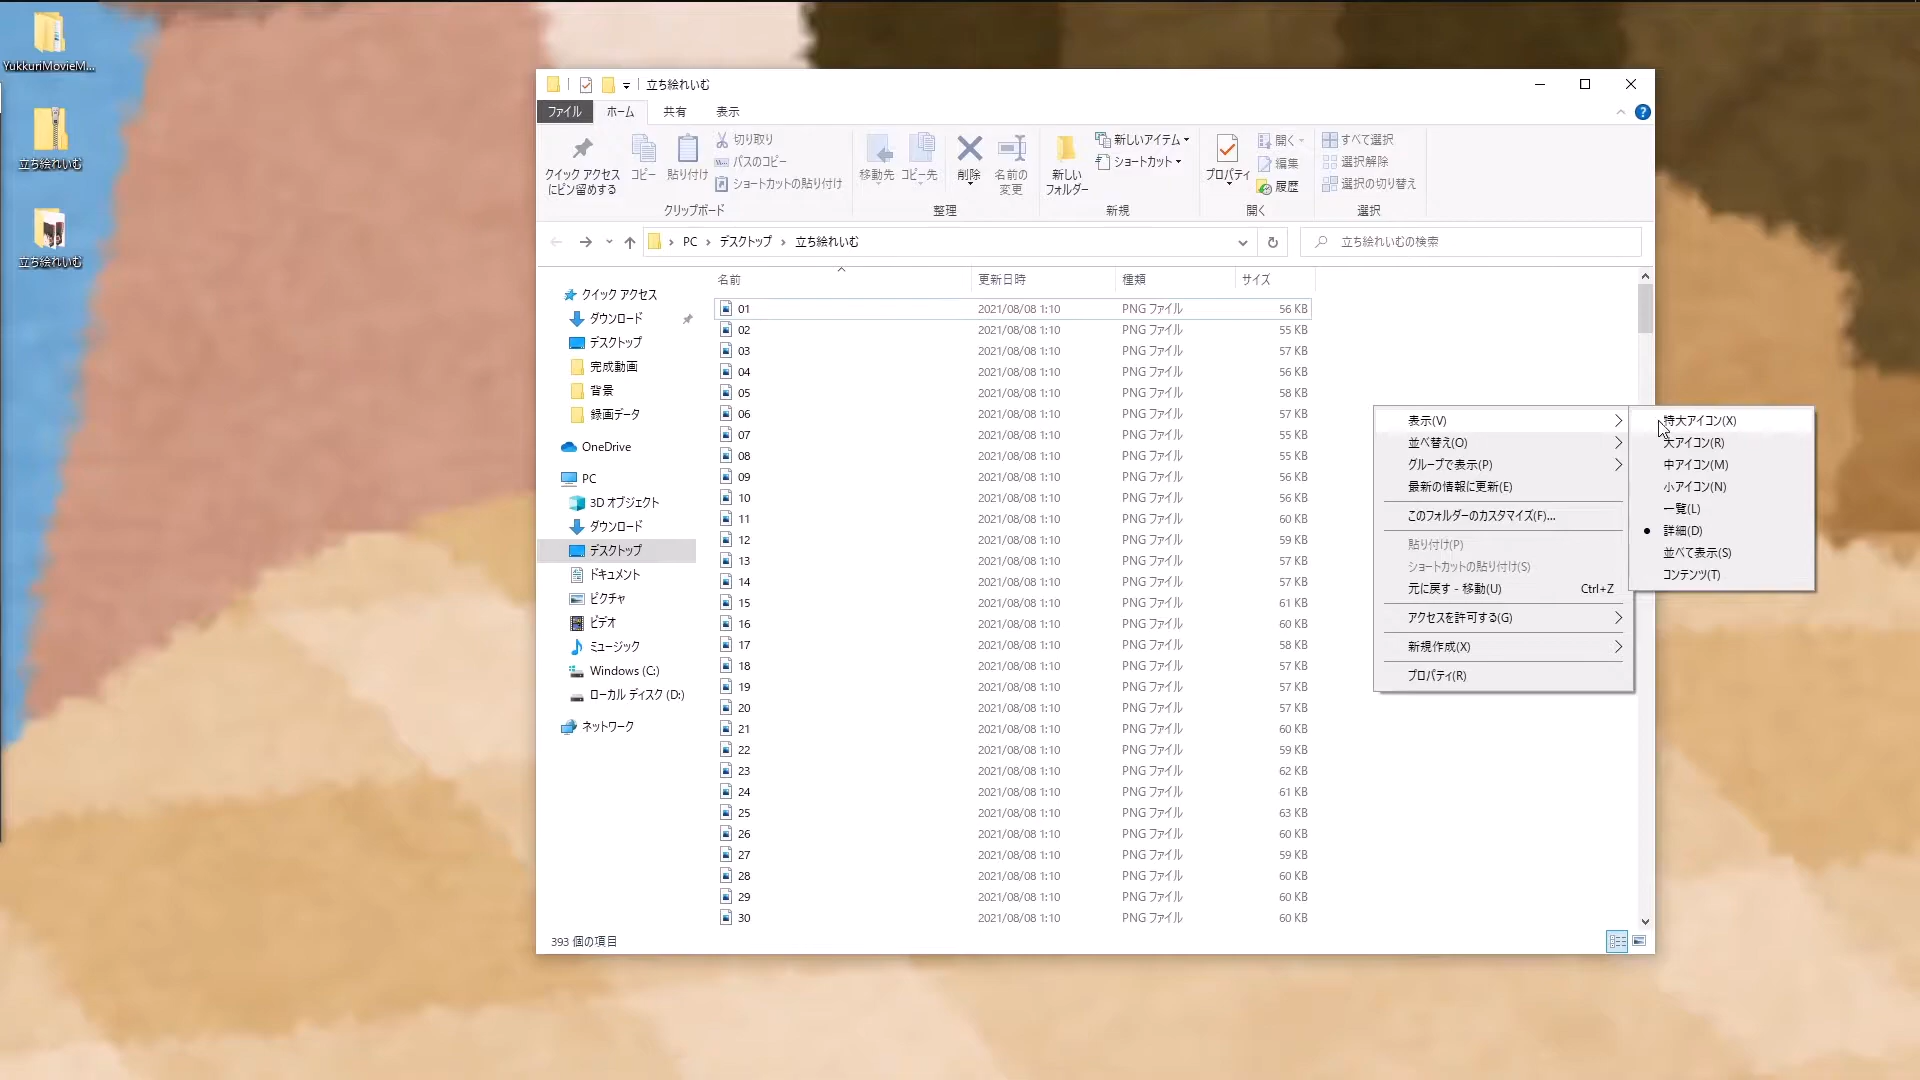 YukkuriMovieM...
立ち絵れいむ
立ち絵れいむ
立ち絵れいむ
ファイル ホーム 共有 表示
クイック アクセス
にピン留めする
コピー
貼り付け
切り取り
パスのコピー
ショートカットの貼り付け
クリップボード
移動先
コピー先
削除
名前の
変更
整理
新しい
フォルダー
新しいアイテム
ショートカット
新規
プロパティ
開く
編集
履歴
開く
すべて選択
選択解除
選択の切り替え
選択
PC › デスクトップ › 立ち絵れいむ
立ち絵れいむの検索
クイック アクセス
ダウンロード
デスクトップ
完成動画
背景
録画データ
OneDrive
PC
3D オブジェクト
ダウンロード
デスクトップ
ドキュメント
ピクチャ
ビデオ
ミュージック
Windows (C:)
ローカル ディスク (D:)
ネットワーク
名前 更新日時 種類 サイズ
01 2021/08/08 1:10 PNG ファイル 56 KB
02 2021/08/08 1:10 PNG ファイル 55 KB
03 2021/08/08 1:10 PNG ファイル 57 KB
04 2021/08/08 1:10 PNG ファイル 56 KB
05 2021/08/08 1:10 PNG ファイル 58 KB
06 2021/08/08 1:10 PNG ファイル 57 KB
07 2021/08/08 1:10 PNG ファイル 55 KB
08 2021/08/08 1:10 PNG ファイル 55 KB
09 2021/08/08 1:10 PNG ファイル 56 KB
10 2021/08/08 1:10 PNG ファイル 56 KB
11 2021/08/08 1:10 PNG ファイル 60 KB
12 2021/08/08 1:10 PNG ファイル 59 KB
13 2021/08/08 1:10 PNG ファイル 57 KB
14 2021/08/08 1:10 PNG ファイル 57 KB
15 2021/08/08 1:10 PNG ファイル 61 KB
16 2021/08/08 1:10 PNG ファイル 60 KB
17 2021/08/08 1:10 PNG ファイル 58 KB
18 2021/08/08 1:10 PNG ファイル 57 KB
19 2021/08/08 1:10 PNG ファイル 57 KB
20 2021/08/08 1:10 PNG ファイル 57 KB
21 2021/08/08 1:10 PNG ファイル 60 KB
22 2021/08/08 1:10 PNG ファイル 59 KB
23 2021/08/08 1:10 PNG ファイル 62 KB
24 2021/08/08 1:10 PNG ファイル 61 KB
25 2021/08/08 1:10 PNG ファイル 63 KB
26 2021/08/08 1:10 PNG ファイル 60 KB
27 2021/08/08 1:10 PNG ファイル 59 KB
28 2021/08/08 1:10 PNG ファイル 60 KB
29 2021/08/08 1:10 PNG ファイル 60 KB
30 2021/08/08 1:10 PNG ファイル 60 KB
393 個の項目
表示(V)
並べ替え(O)
グループで表示(P)
最新の情報に更新(E)
このフォルダーのカスタマイズ(F)...
貼り付け(P)
ショートカットの貼り付け(S)
元に戻す - 移動(U) Ctrl+Z
アクセスを許可する(G)
新規作成(X)
プロパティ(R)
特大アイコン(X)
大アイコン(R)
中アイコン(M)
小アイコン(N)
一覧(L)
詳細(D)
並べて表示(S)
コンテンツ(T)